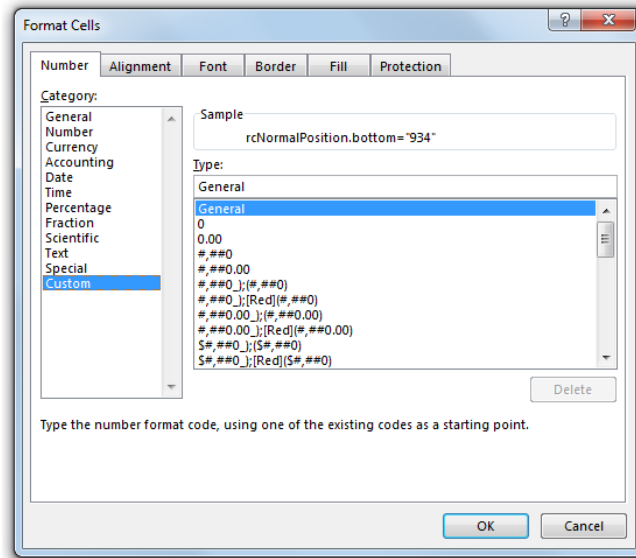 Format Cells
Number Alignment Font Border Fill Protection
Category:
General
Number
Currency
Accounting
Date
Time
Percentage
Fraction
Scientific
Text
Special
Custom
Sample
rcNormalPosition.bottom="934"
Type:
General
General
0
0.00
#,##0
#,##0.00
#,##0_);(#,##0)
#,##0_);[Red](#,##0)
#,##0.00_);(#,##0.00)
#,##0.00_);[Red](#,##0.00)
$#,##0_);($#,##0)
$#,##0_);[Red]($#,##0)
Delete
Type the number format code, using one of the existing codes as a starting point.
OK Cancel